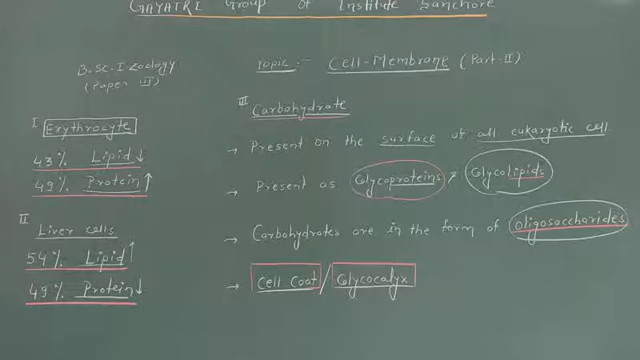 GAYATRI Group of Institute Sanchore
B.SC-I Zoology
(Paper III)
Topic :- Cell-Membrane (Part-II)
I Erythrocyte
43% Lipid ↓
49% Protein ↑
II Liver cells
54% Lipid ↑
49% Protein ↓
III Carbohydrate
→ Present on the surface of all eukaryotic cell
→ Present as Glycoproteins & Glycolipids
→ Carbohydrates are in the form of oligosaccharides
→ Cell Coat / Glycocalyx